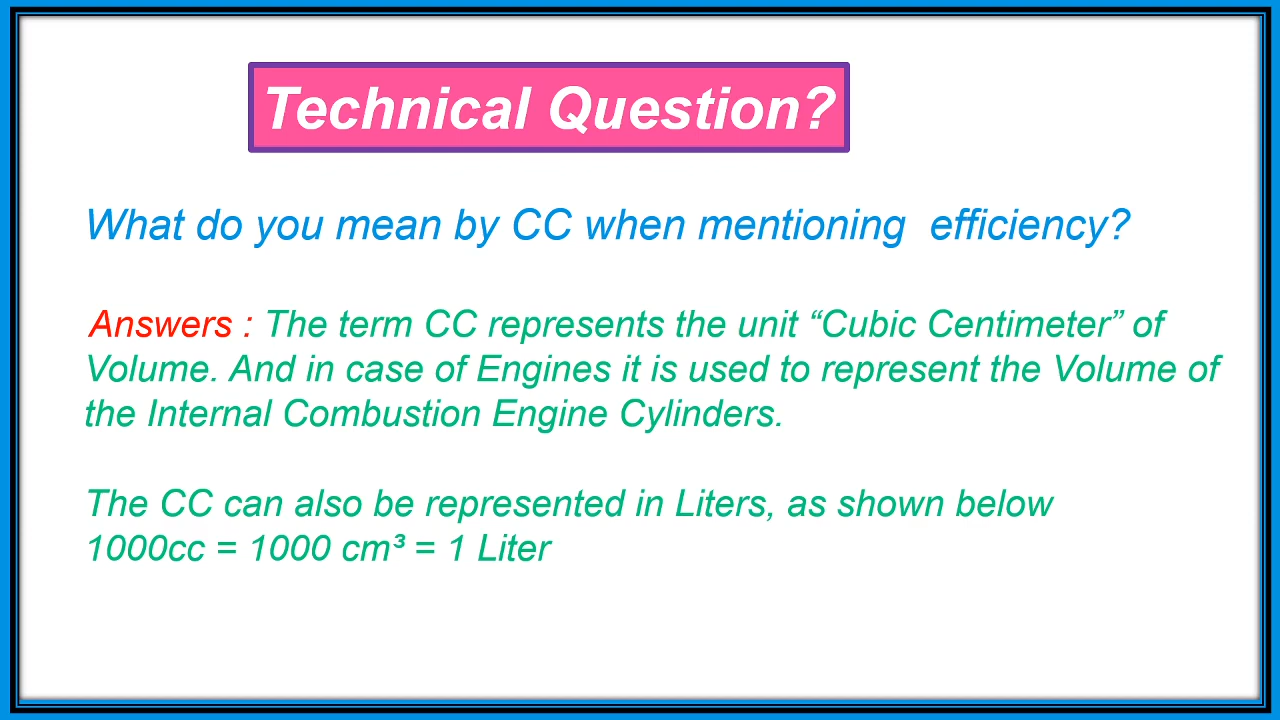 Technical Question?
What do you mean by CC when mentioning  efficiency?
Answers : The term CC represents the unit “Cubic Centimeter” of
Volume. And in case of Engines it is used to represent the Volume of
the Internal Combustion Engine Cylinders.
The CC can also be represented in Liters, as shown below
1000cc = 1000 cm³ = 1 Liter